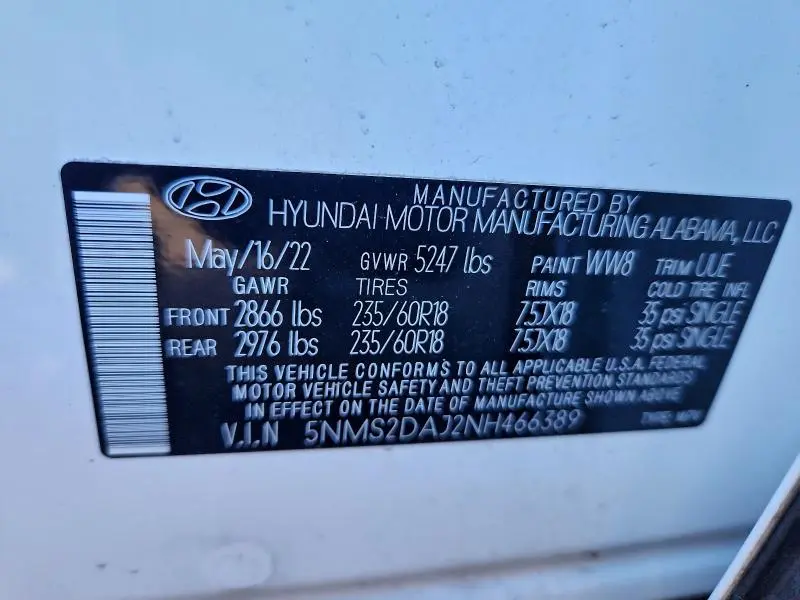 MANUFACTURED BY
HYUNDAI MOTOR MANUFACTURING ALABAMA, LLC
May/16/22 GVWR 5247 lbs PAINT WW8 TRIM UUE
GAWR TIRES RIMS COLD TIRE INFL
FRONT 2866 lbs 235/60R18 7.5JX18 35 psi SINGLE
REAR 2976 lbs 235/60R18 7.5JX18 35 psi SINGLE
THIS VEHICLE CONFORMS TO ALL APPLICABLE U.S.A. FEDERAL
MOTOR VEHICLE SAFETY AND THEFT PREVENTION STANDARDS
IN EFFECT ON THE DATE OF MANUFACTURE SHOWN ABOVE
V.I.N 5NMS2DAJ2NH466389 TYPE: MPV